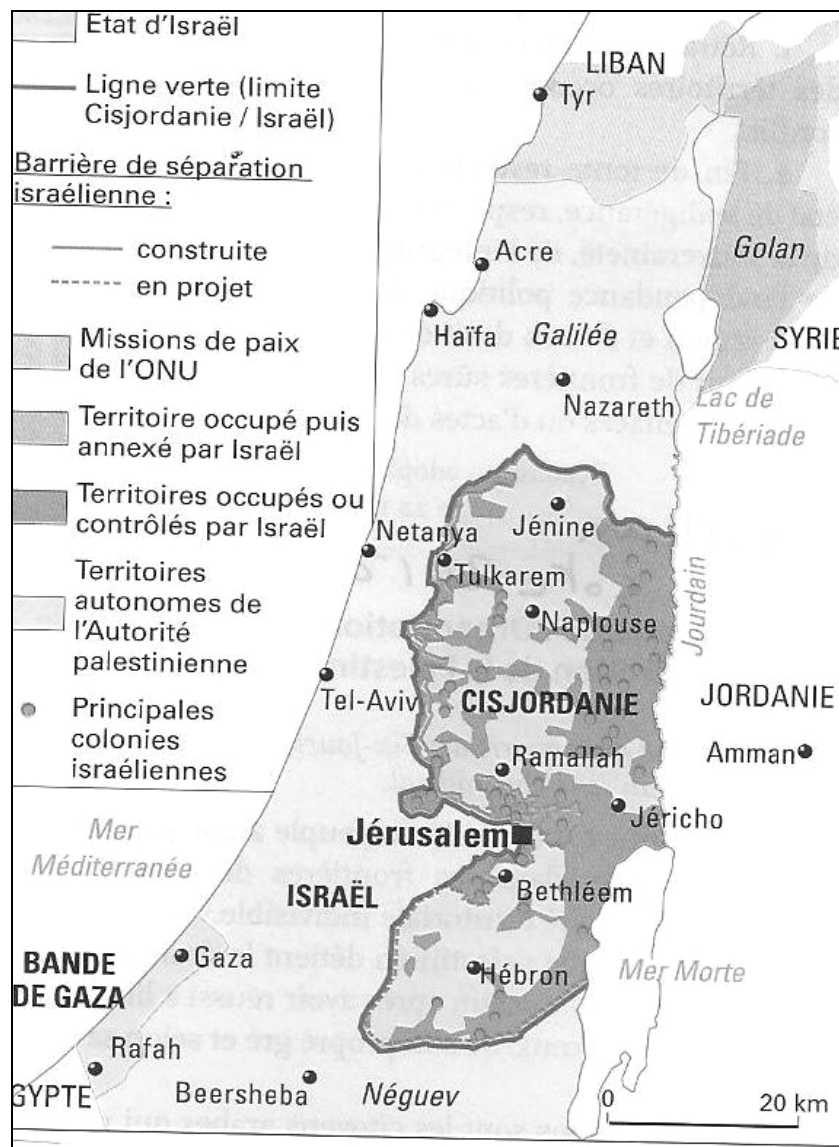 Etat d'Israël
Ligne verte (limite
Cisjordanie / Israël)
Barrière de séparation
israélienne :
construite
en projet
Missions de paix
de l'ONU
Territoire occupé puis
annexé par Israël
Territoires occupés ou
contrôlés par Israël
Territoires
autonomes de
l'Autorité
palestinienne
Principales
colonies
israéliennes
LIBAN
Tyr
Golan
Acre
SYRIE
Haïfa
Galilée
Nazareth
Lac de
Tibériade
Jénine
Netanya
Tulkarem
Naplouse
Jourdain
Tel-Aviv
CISJORDANIE
JORDANIE
Ramallah
Amman
Jéricho
Mer
Méditerranée
Jérusalem
ISRAËL
Bethléem
Gaza
BANDE
DE GAZA
Hébron
Mer Morte
Rafah
GYPTE
Beersheba
Néguev
0 20 km